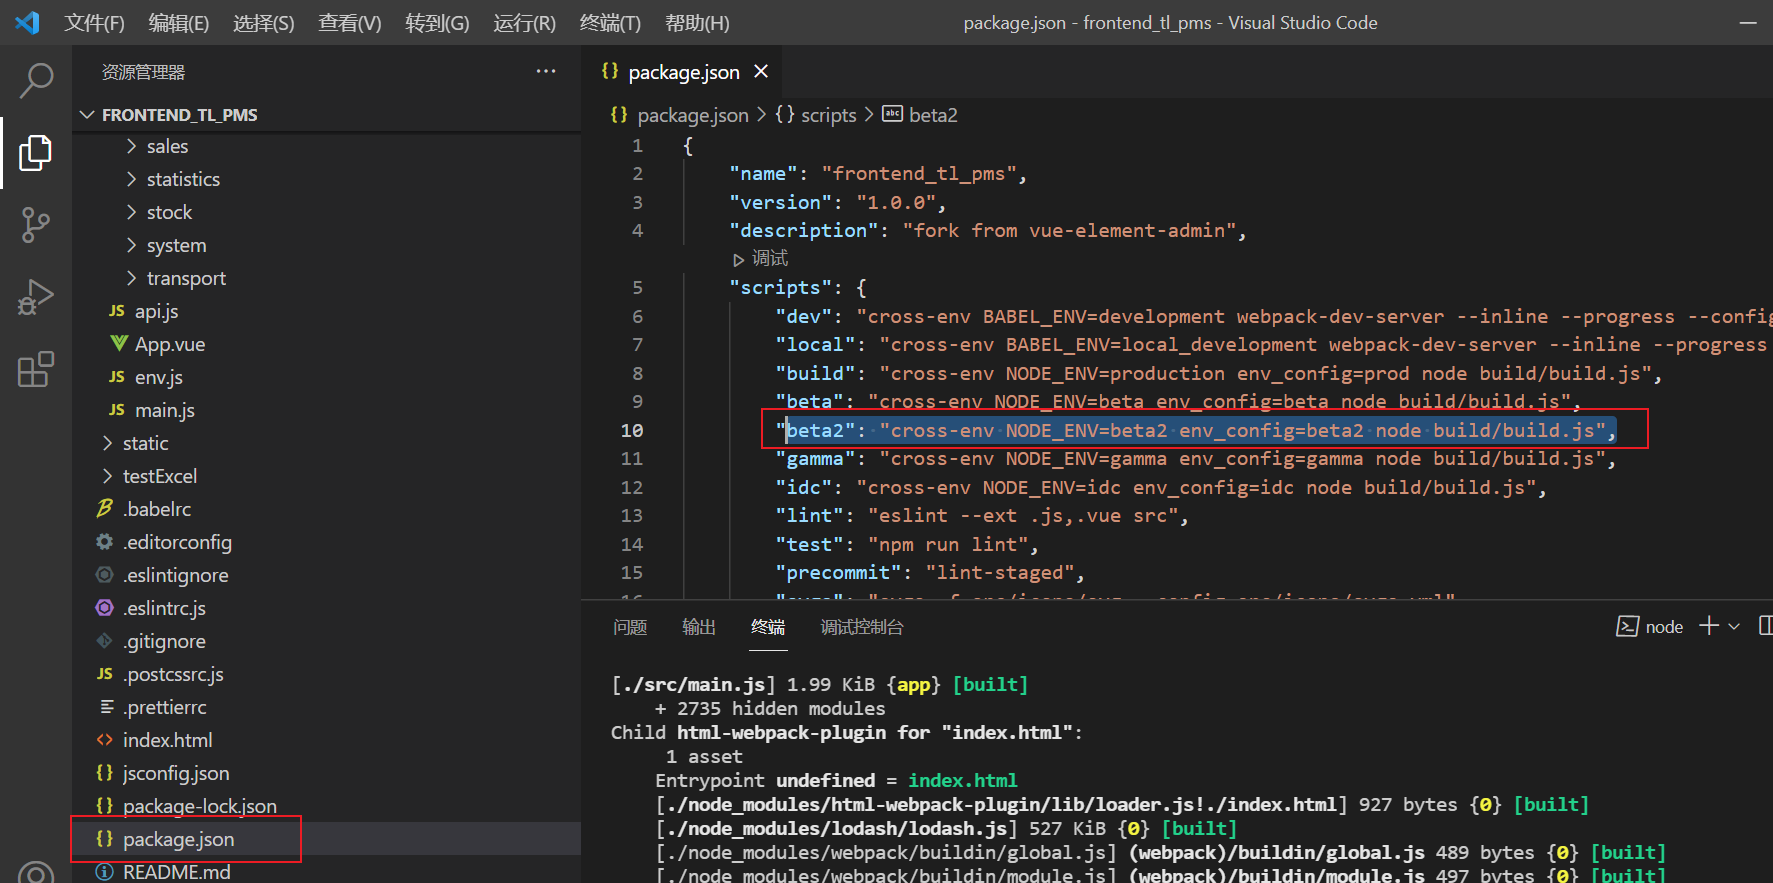 文件(F) 编辑(E) 选择(S) 查看(V) 转到(G) 运行(R) 终端(T) 帮助(H) package.json - frontend_tl_pms - Visual Studio Code
资源管理器 ···
FRONTEND_TL_PMS
sales
statistics
stock
system
transport
JS api.js
App.vue
JS env.js
JS main.js
static
testExcel
.babelrc
.editorconfig
.eslintignore
.eslintrc.js
.gitignore
JS .postcssrc.js
.prettierrc
<> index.html
{} jsconfig.json
{} package-lock.json
{} package.json
README.md
{} package.json ×
{} package.json > {} scripts > abc beta2
1 {
2 "name": "frontend_tl_pms",
3 "version": "1.0.0",
4 "description": "fork from vue-element-admin",
调试
5 "scripts": {
6 "dev": "cross-env BABEL_ENV=development webpack-dev-server --inline --progress --config
7 "local": "cross-env BABEL_ENV=local_development webpack-dev-server --inline --progress
8 "build": "cross-env NODE_ENV=production env_config=prod node build/build.js",
9 "beta": "cross-env NODE_ENV=beta env_config=beta node build/build.js",
10 "beta2": "cross-env NODE_ENV=beta2 env_config=beta2 node build/build.js",
11 "gamma": "cross-env NODE_ENV=gamma env_config=gamma node build/build.js",
12 "idc": "cross-env NODE_ENV=idc env_config=idc node build/build.js",
13 "lint": "eslint --ext .js,.vue src",
14 "test": "npm run lint",
15 "precommit": "lint-staged",
问题 输出 终端 调试控制台 node
[./src/main.js] 1.99 KiB {app} [built]
+ 2735 hidden modules
Child html-webpack-plugin for "index.html":
1 asset
Entrypoint undefined = index.html
[./node_modules/html-webpack-plugin/lib/loader.js!./index.html] 927 bytes {0} [built]
[./node_modules/lodash/lodash.js] 527 KiB {0} [built]
[./node_modules/webpack/buildin/global.js] (webpack)/buildin/global.js 489 bytes {0} [built]
[./node_modules/webpack/buildin/module.js] (webpack)/buildin/module.js 497 bytes {0} [built]